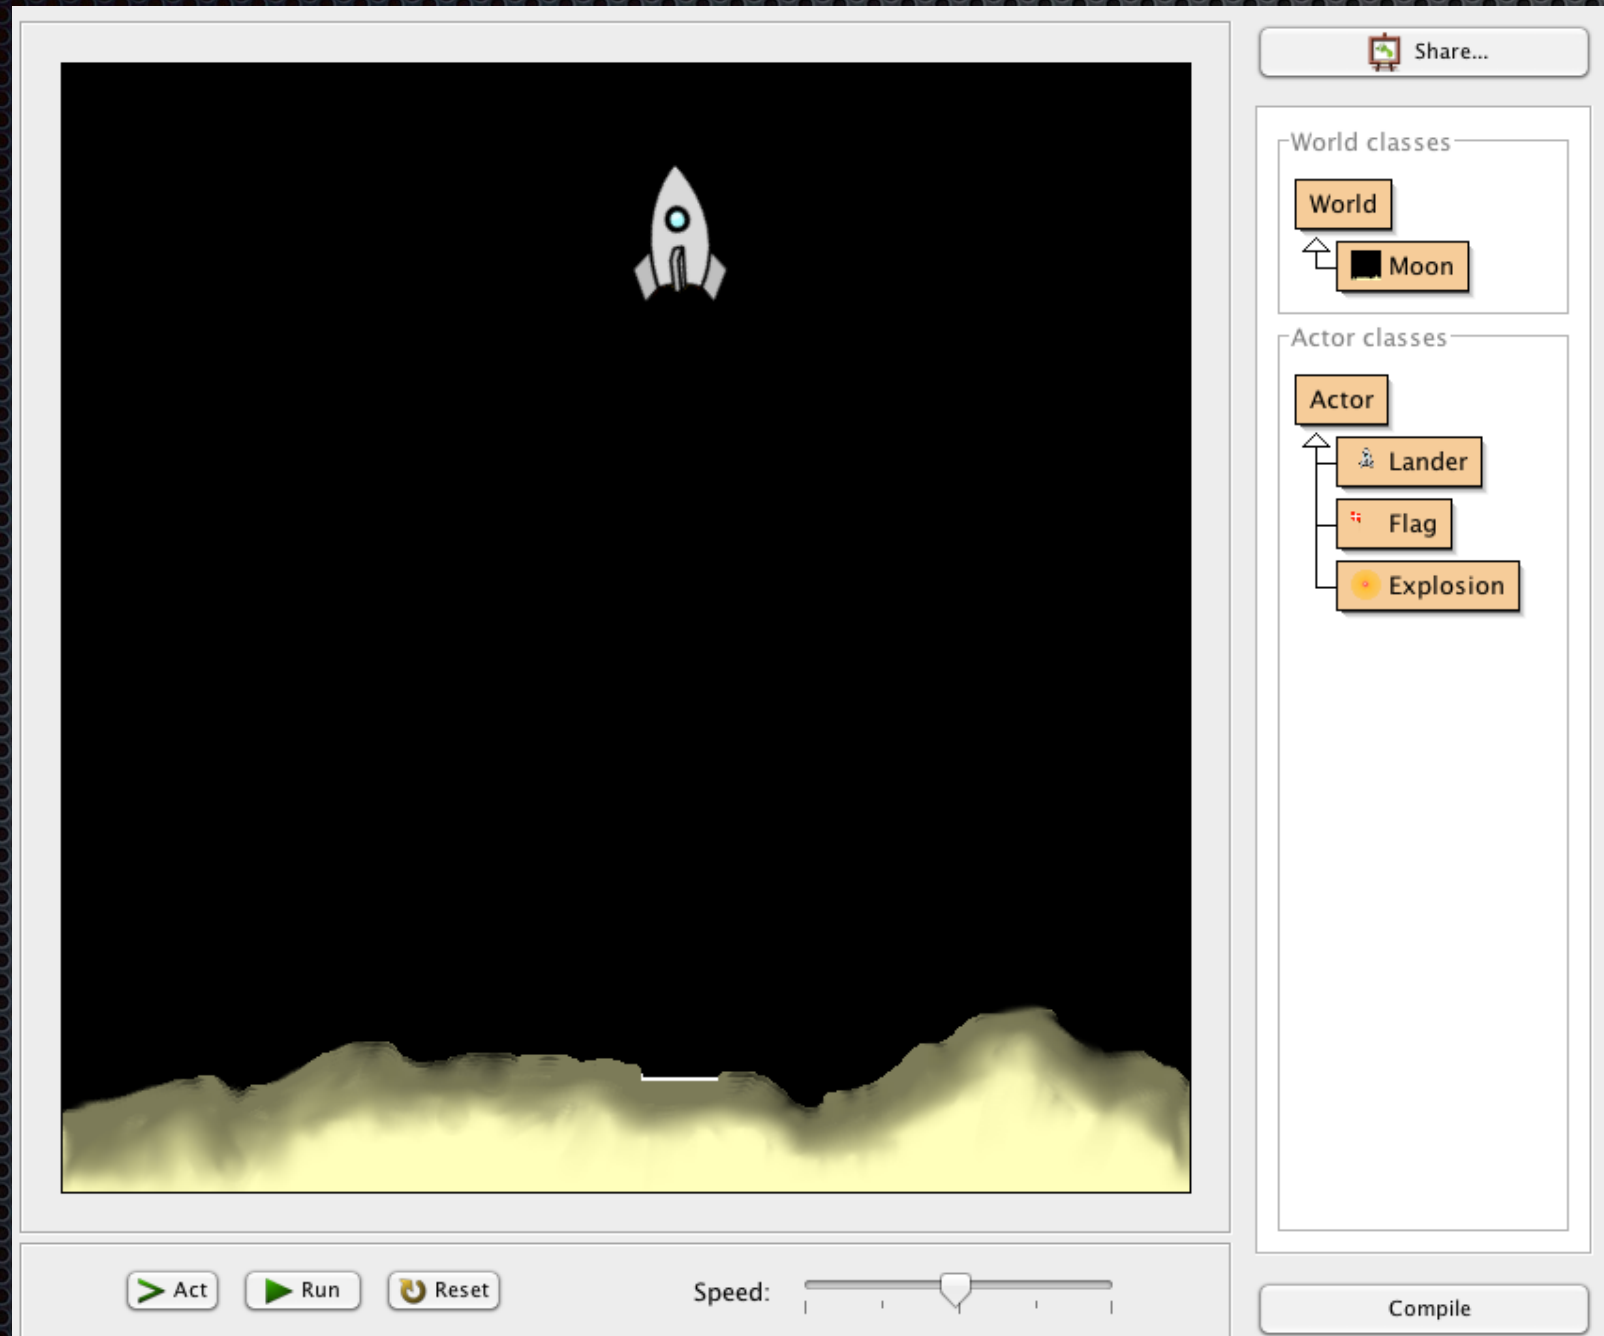 Share...
World classes
World
Moon
Actor classes
Actor
Lander
Flag
Explosion
Act
Run
Reset
Speed:
Compile